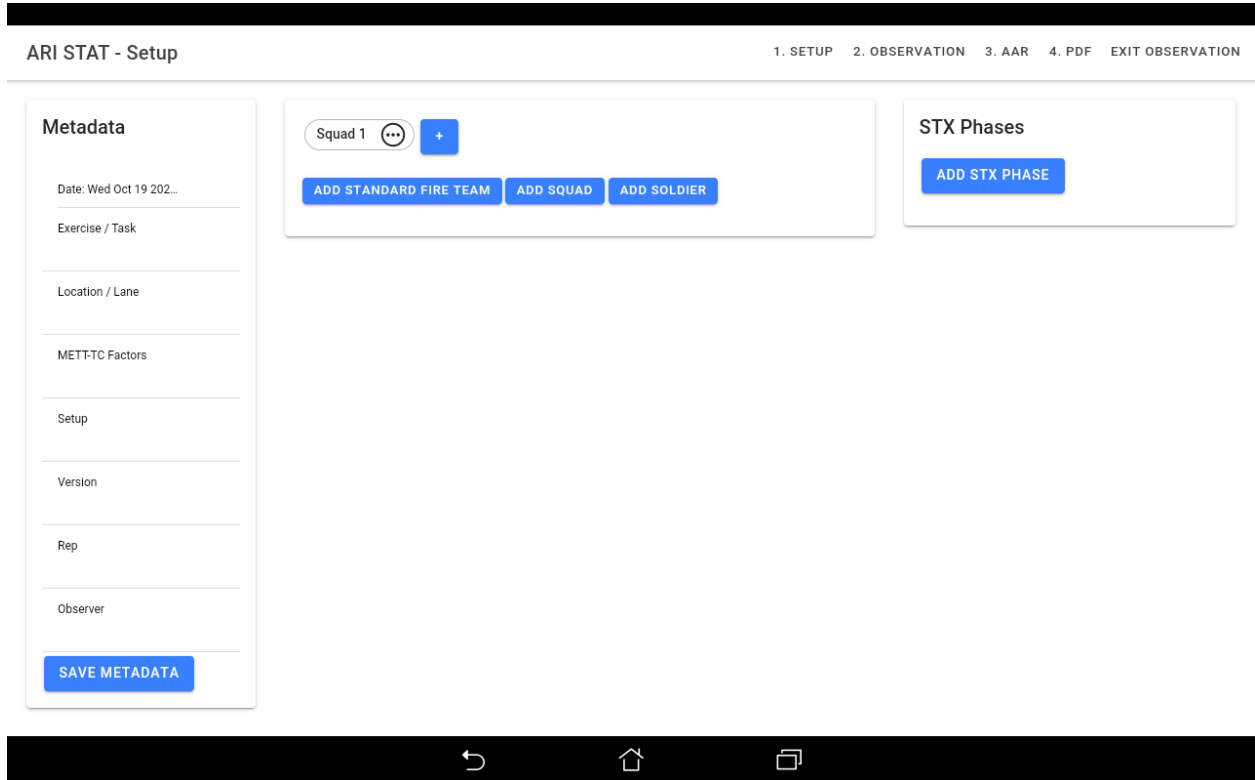 ARI STAT - Setup
1. SETUP 2. OBSERVATION 3. AAR 4. PDF EXIT OBSERVATION
Metadata
Date: Wed Oct 19 202...
Exercise / Task
Location / Lane
METT-TC Factors
Setup
Version
Rep
Observer
SAVE METADATA
Squad 1
+
ADD STANDARD FIRE TEAM ADD SQUAD ADD SOLDIER
STX Phases
ADD STX PHASE